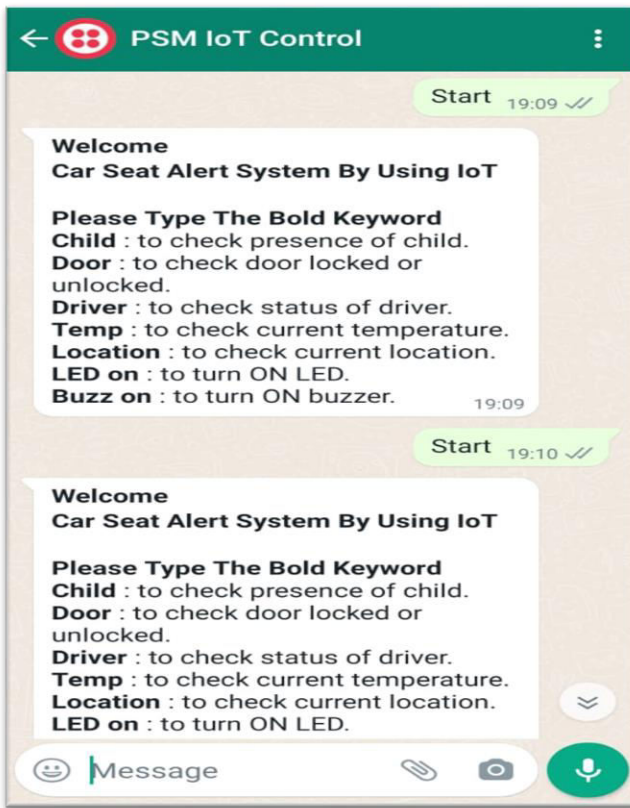 PSM IoT Control
Start 19:09
Welcome
Car Seat Alert System By Using IoT
Please Type The Bold Keyword
Child : to check presence of child.
Door : to check door locked or
unlocked.
Driver : to check status of driver.
Temp : to check current temperature.
Location : to check current location.
LED on : to turn ON LED.
Buzz on : to turn ON buzzer. 19:09
Start 19:10
Welcome
Car Seat Alert System By Using IoT
Please Type The Bold Keyword
Child : to check presence of child.
Door : to check door locked or
unlocked.
Driver : to check status of driver.
Temp : to check current temperature.
Location : to check current location.
LED on : to turn ON LED.
Message